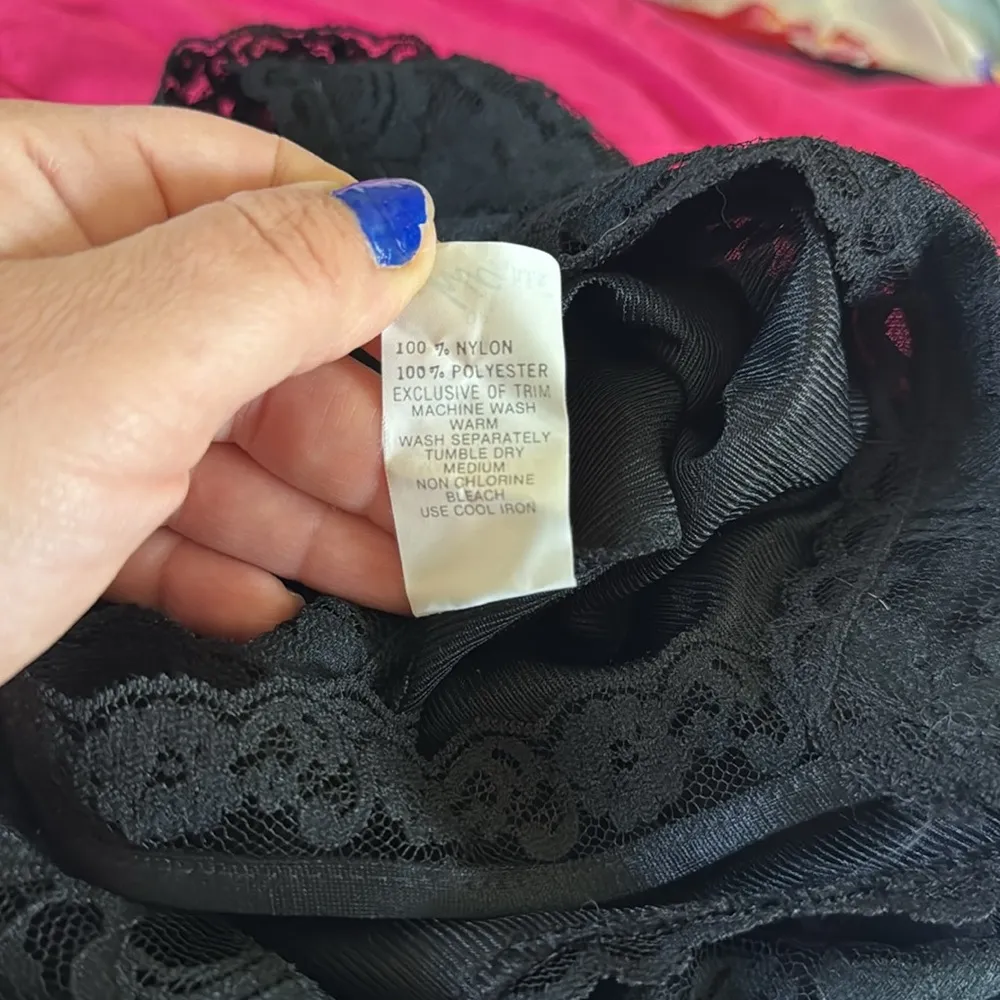 100 % NYLON
100% POLYESTER
EXCLUSIVE OF TRIM
MACHINE WASH
WARM
WASH SEPARATELY
TUMBLE DRY
MEDIUM
NON CHLORINE
BLEACH
USE COOL IRON